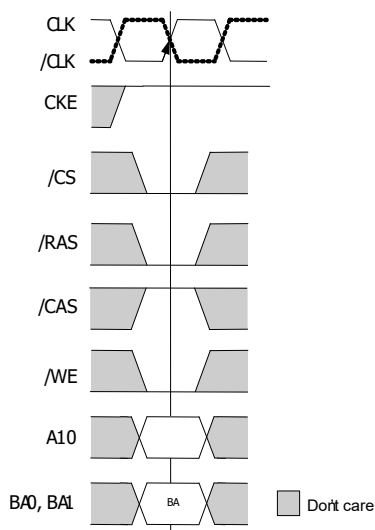 CLK
/CLK
CKE
/CS
/RAS
/CAS
/WE
A10
BA0, BA1
BA
Don't care